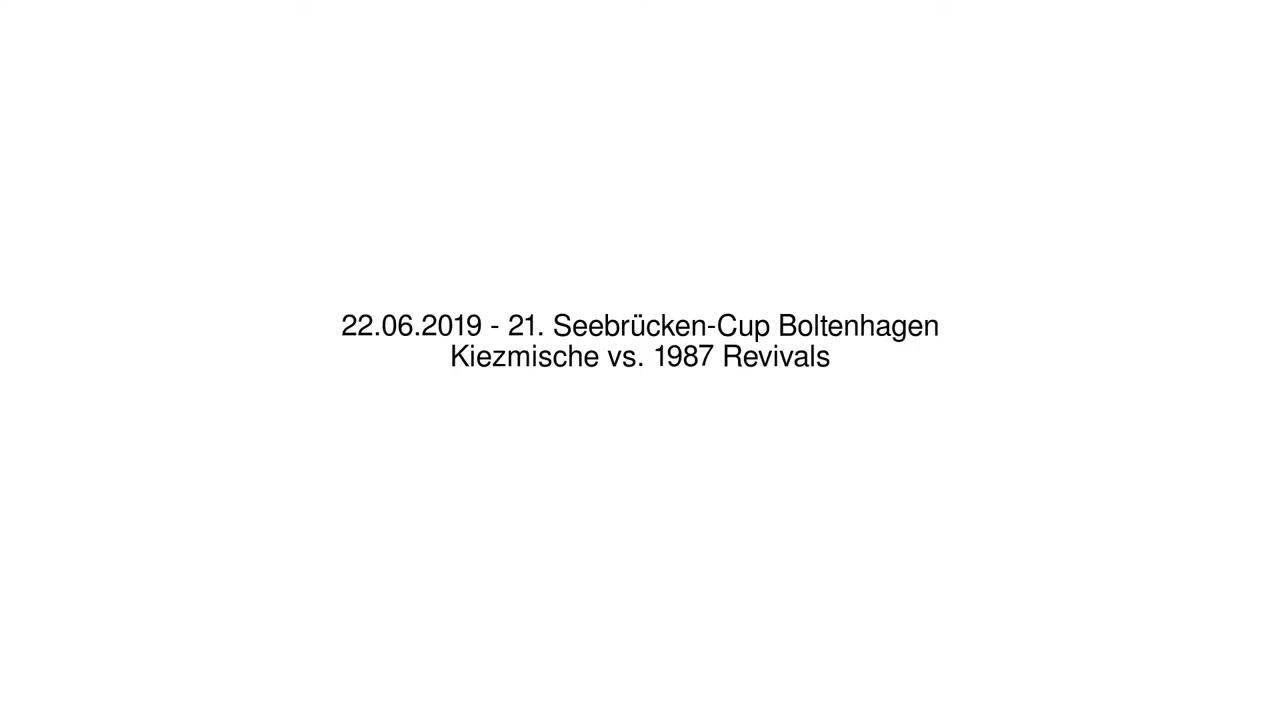 22.06.2019 - 21. Seebrücken-Cup Boltenhagen
Kiezmische vs. 1987 Revivals